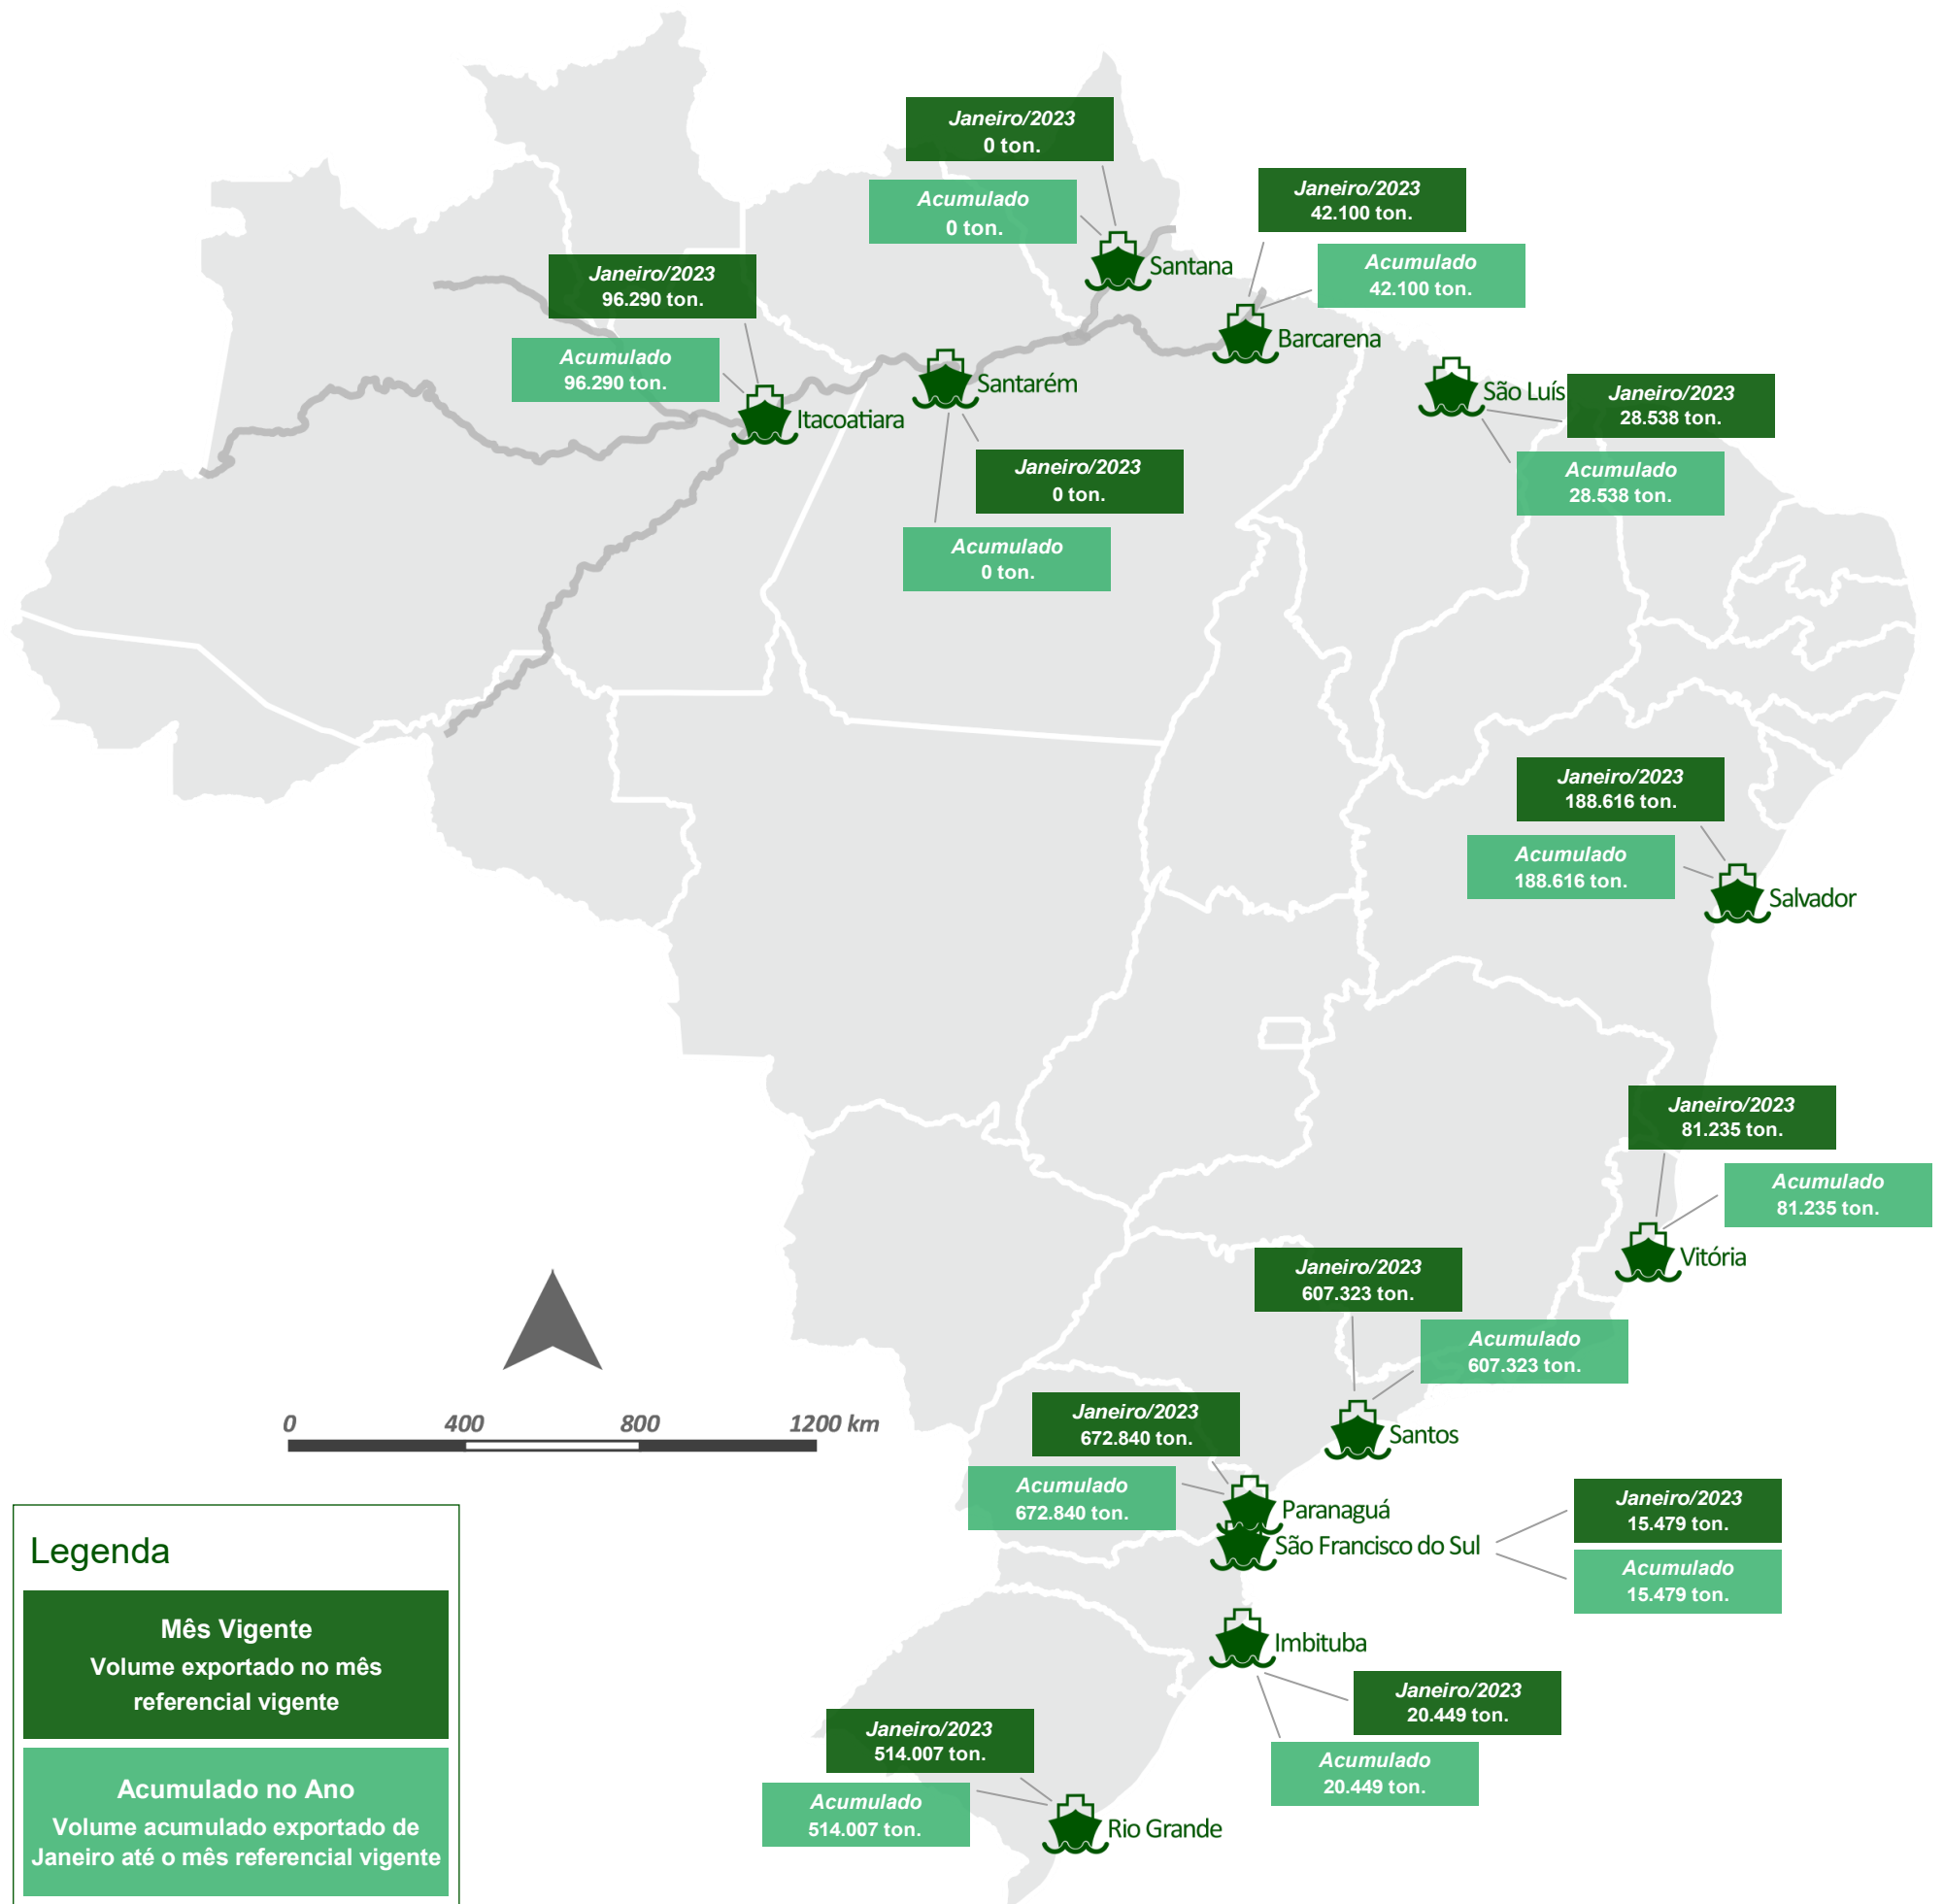 Janeiro/2023
0 ton.
Acumulado
0 ton.
Santana
Janeiro/2023
42.100 ton.
Acumulado
42.100 ton.
Barcarena
Janeiro/2023
96.290 ton.
Acumulado
96.290 ton.
Itacoatiara
Santarém
Janeiro/2023
0 ton.
Acumulado
0 ton.
São Luís
Janeiro/2023
28.538 ton.
Acumulado
28.538 ton.
Janeiro/2023
188.616 ton.
Acumulado
188.616 ton.
Salvador
Janeiro/2023
81.235 ton.
Acumulado
81.235 ton.
Vitória
Janeiro/2023
607.323 ton.
Acumulado
607.323 ton.
Santos
Janeiro/2023
672.840 ton.
Acumulado
672.840 ton.
Paranaguá
São Francisco do Sul
Janeiro/2023
15.479 ton.
Acumulado
15.479 ton.
Imbituba
Janeiro/2023
20.449 ton.
Acumulado
20.449 ton.
Janeiro/2023
514.007 ton.
Acumulado
514.007 ton.
Rio Grande
0 400 800 1200 km
Legenda
Mês Vigente
Volume exportado no mês
referencial vigente
Acumulado no Ano
Volume acumulado exportado de
Janeiro até o mês referencial vigente